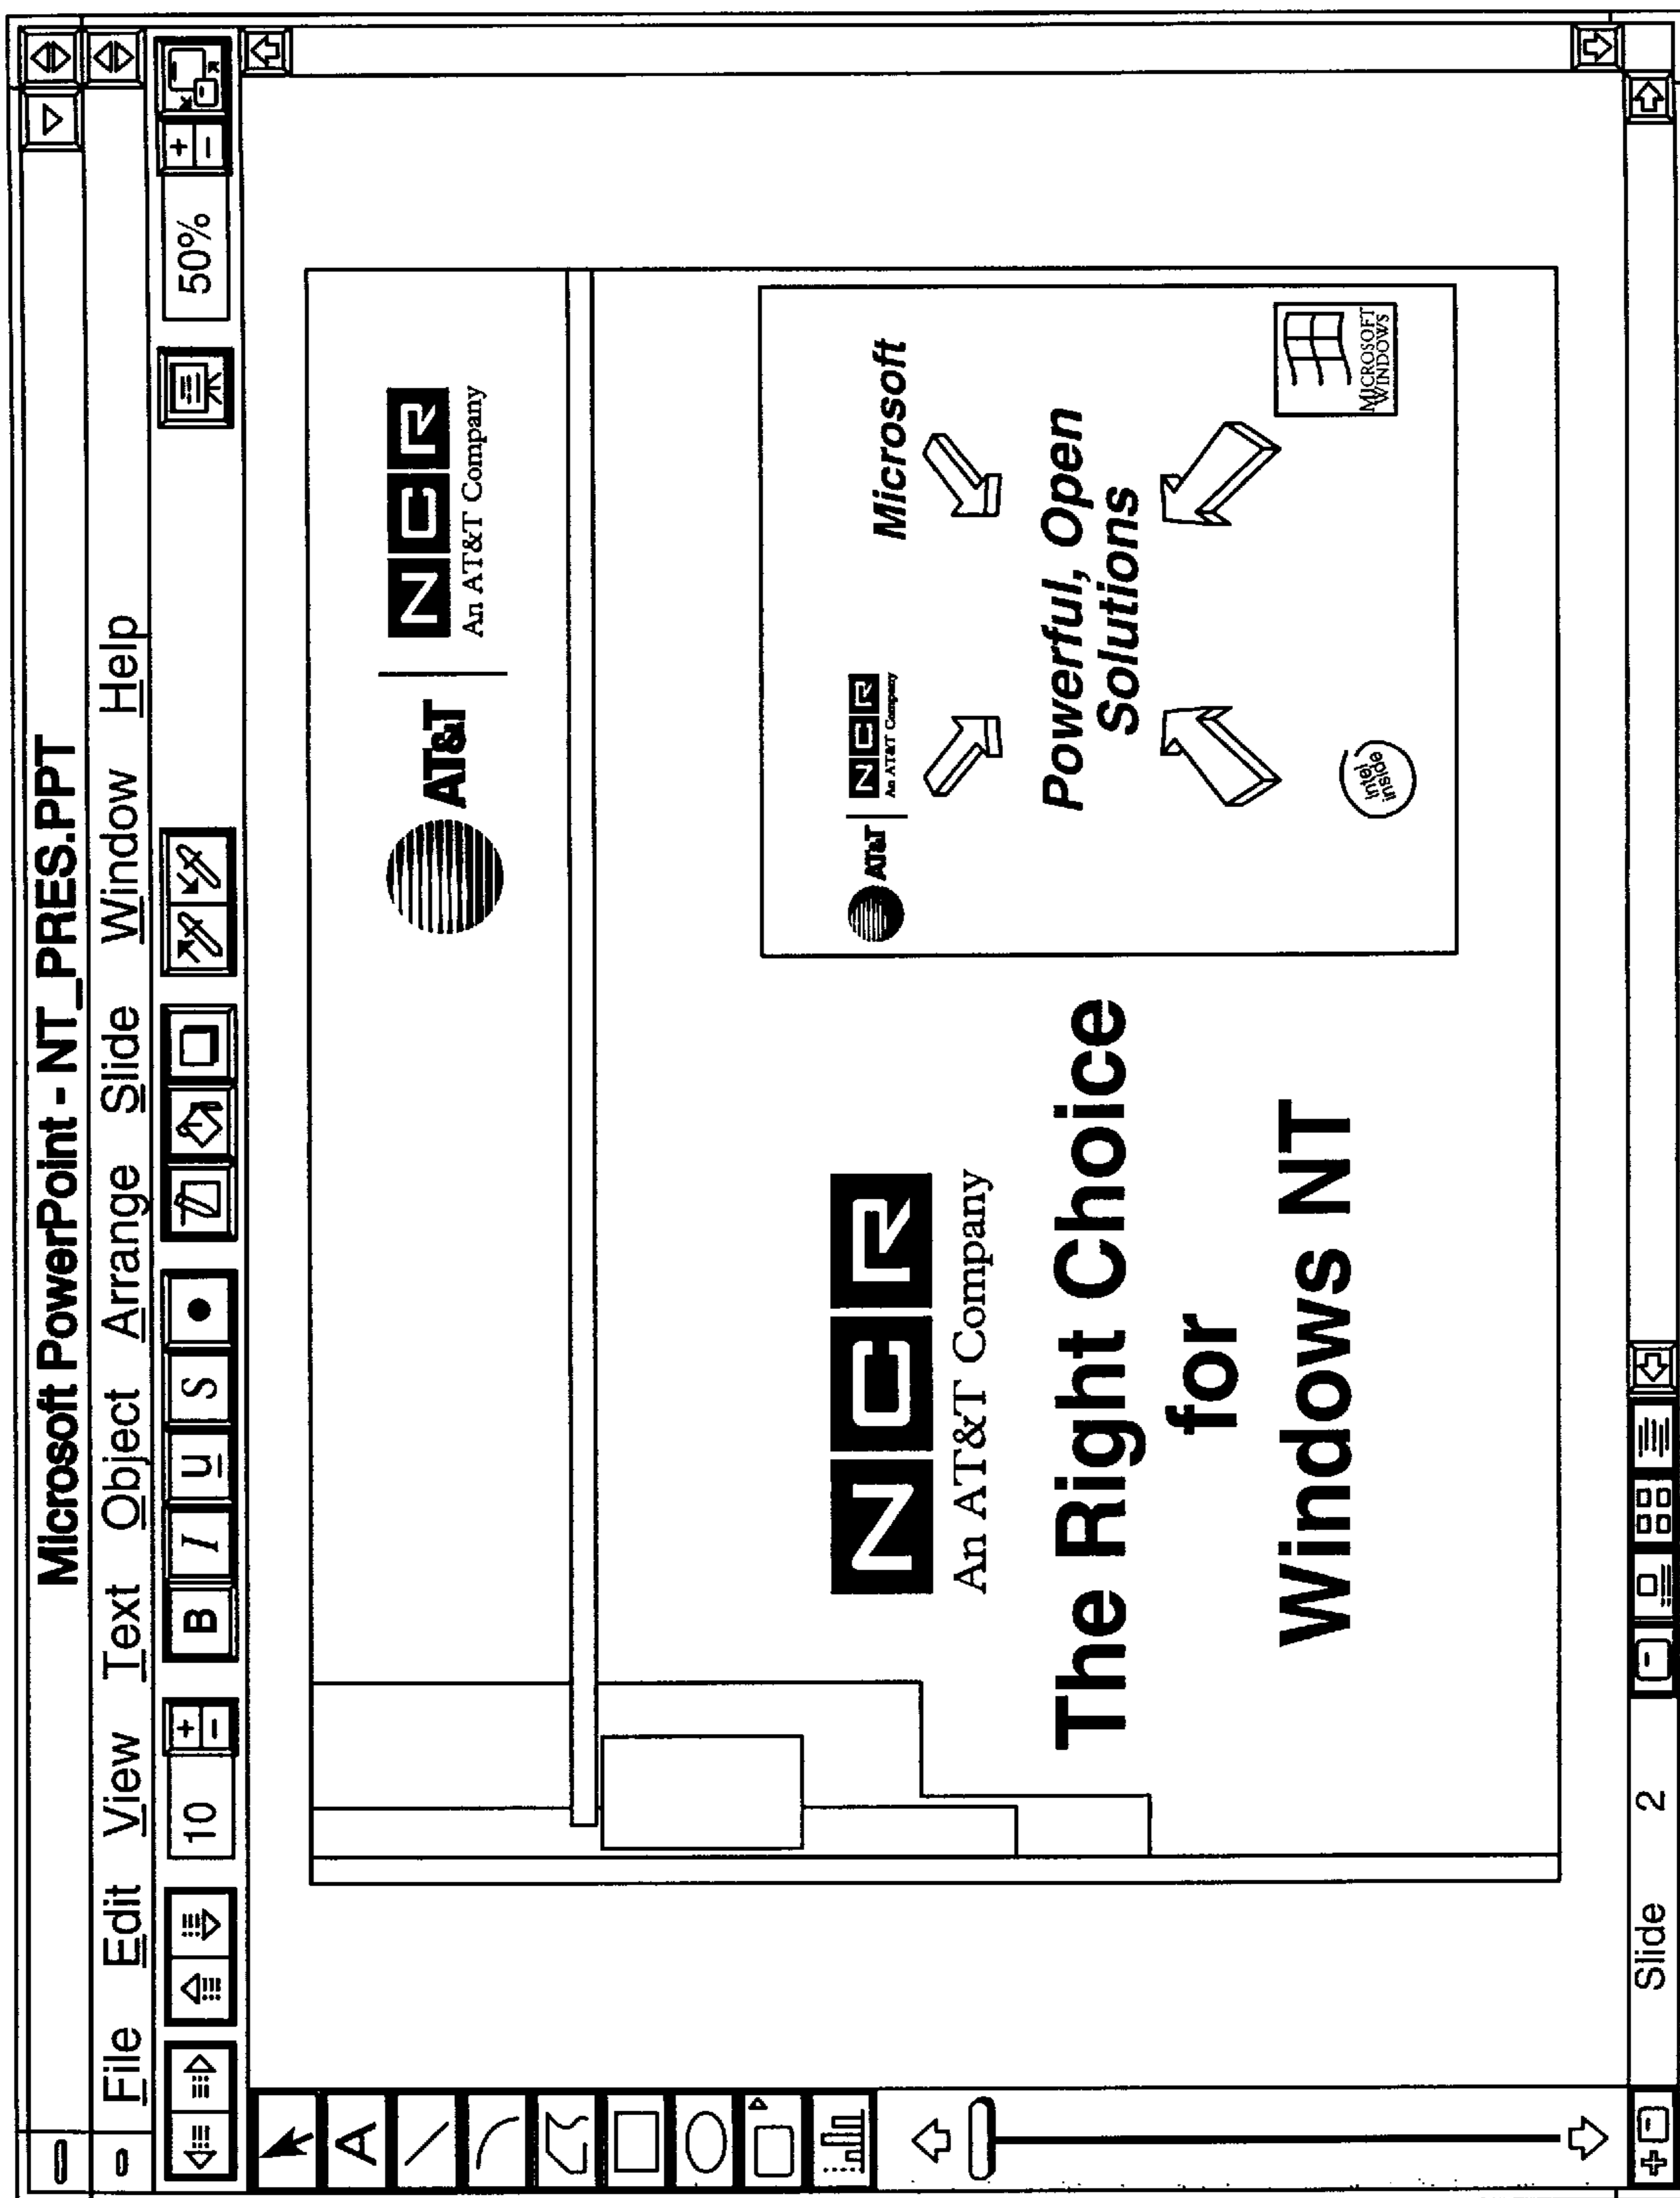 Microsoft PowerPoint - NT_PRES.PPT
File Edit View Text Object Arrange Slide Window Help
10 + - B I U S 50% + -
A
AT&T NCR
An AT&T Company
NCR
An AT&T Company
The Right Choice
for
Windows NT
AT&T NCR
An AT&T Company
Microsoft
Powerful, Open
Solutions
intel
inside
MICROSOFT
WINDOWS
Slide 2